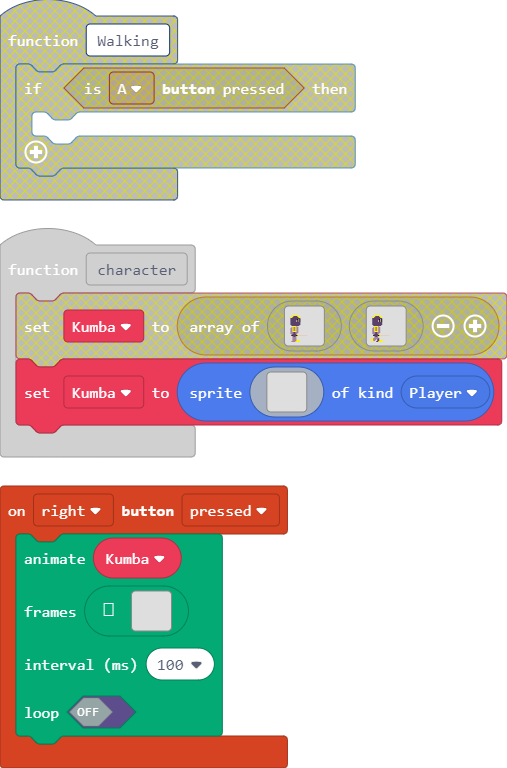 function Walking
if is A button pressed then
function character
set Kumba to array of
set Kumba to sprite of kind Player
on right button pressed
animate Kumba
frames
interval (ms) 100
loop OFF